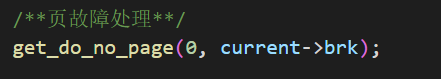 /**页故障处理**/
get_do_no_page(0, current->brk);